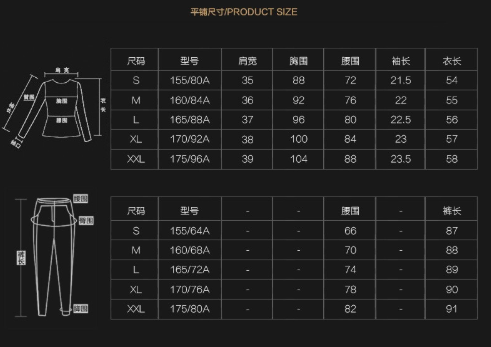 平铺尺寸/PRODUCT SIZE
尺码 型号 肩宽 胸围 腰围 袖长 衣长
S 155/80A 35 88 72 21.5 54
M 160/84A 36 92 76 22 55
L 165/88A 37 96 80 22.5 56
XL 170/92A 38 100 84 23 57
XXL 175/96A 39 104 88 23.5 58
肩宽
胸围
腰围
衣长
袖口
尺码 型号 - - 腰围 - 裤长
S 155/64A - - 66 - 87
M 160/68A - - 70 - 88
L 165/72A - - 74 - 89
XL 170/76A - - 78 - 90
XXL 175/80A - - 82 - 91
腰围
臀围
裤长
脚围